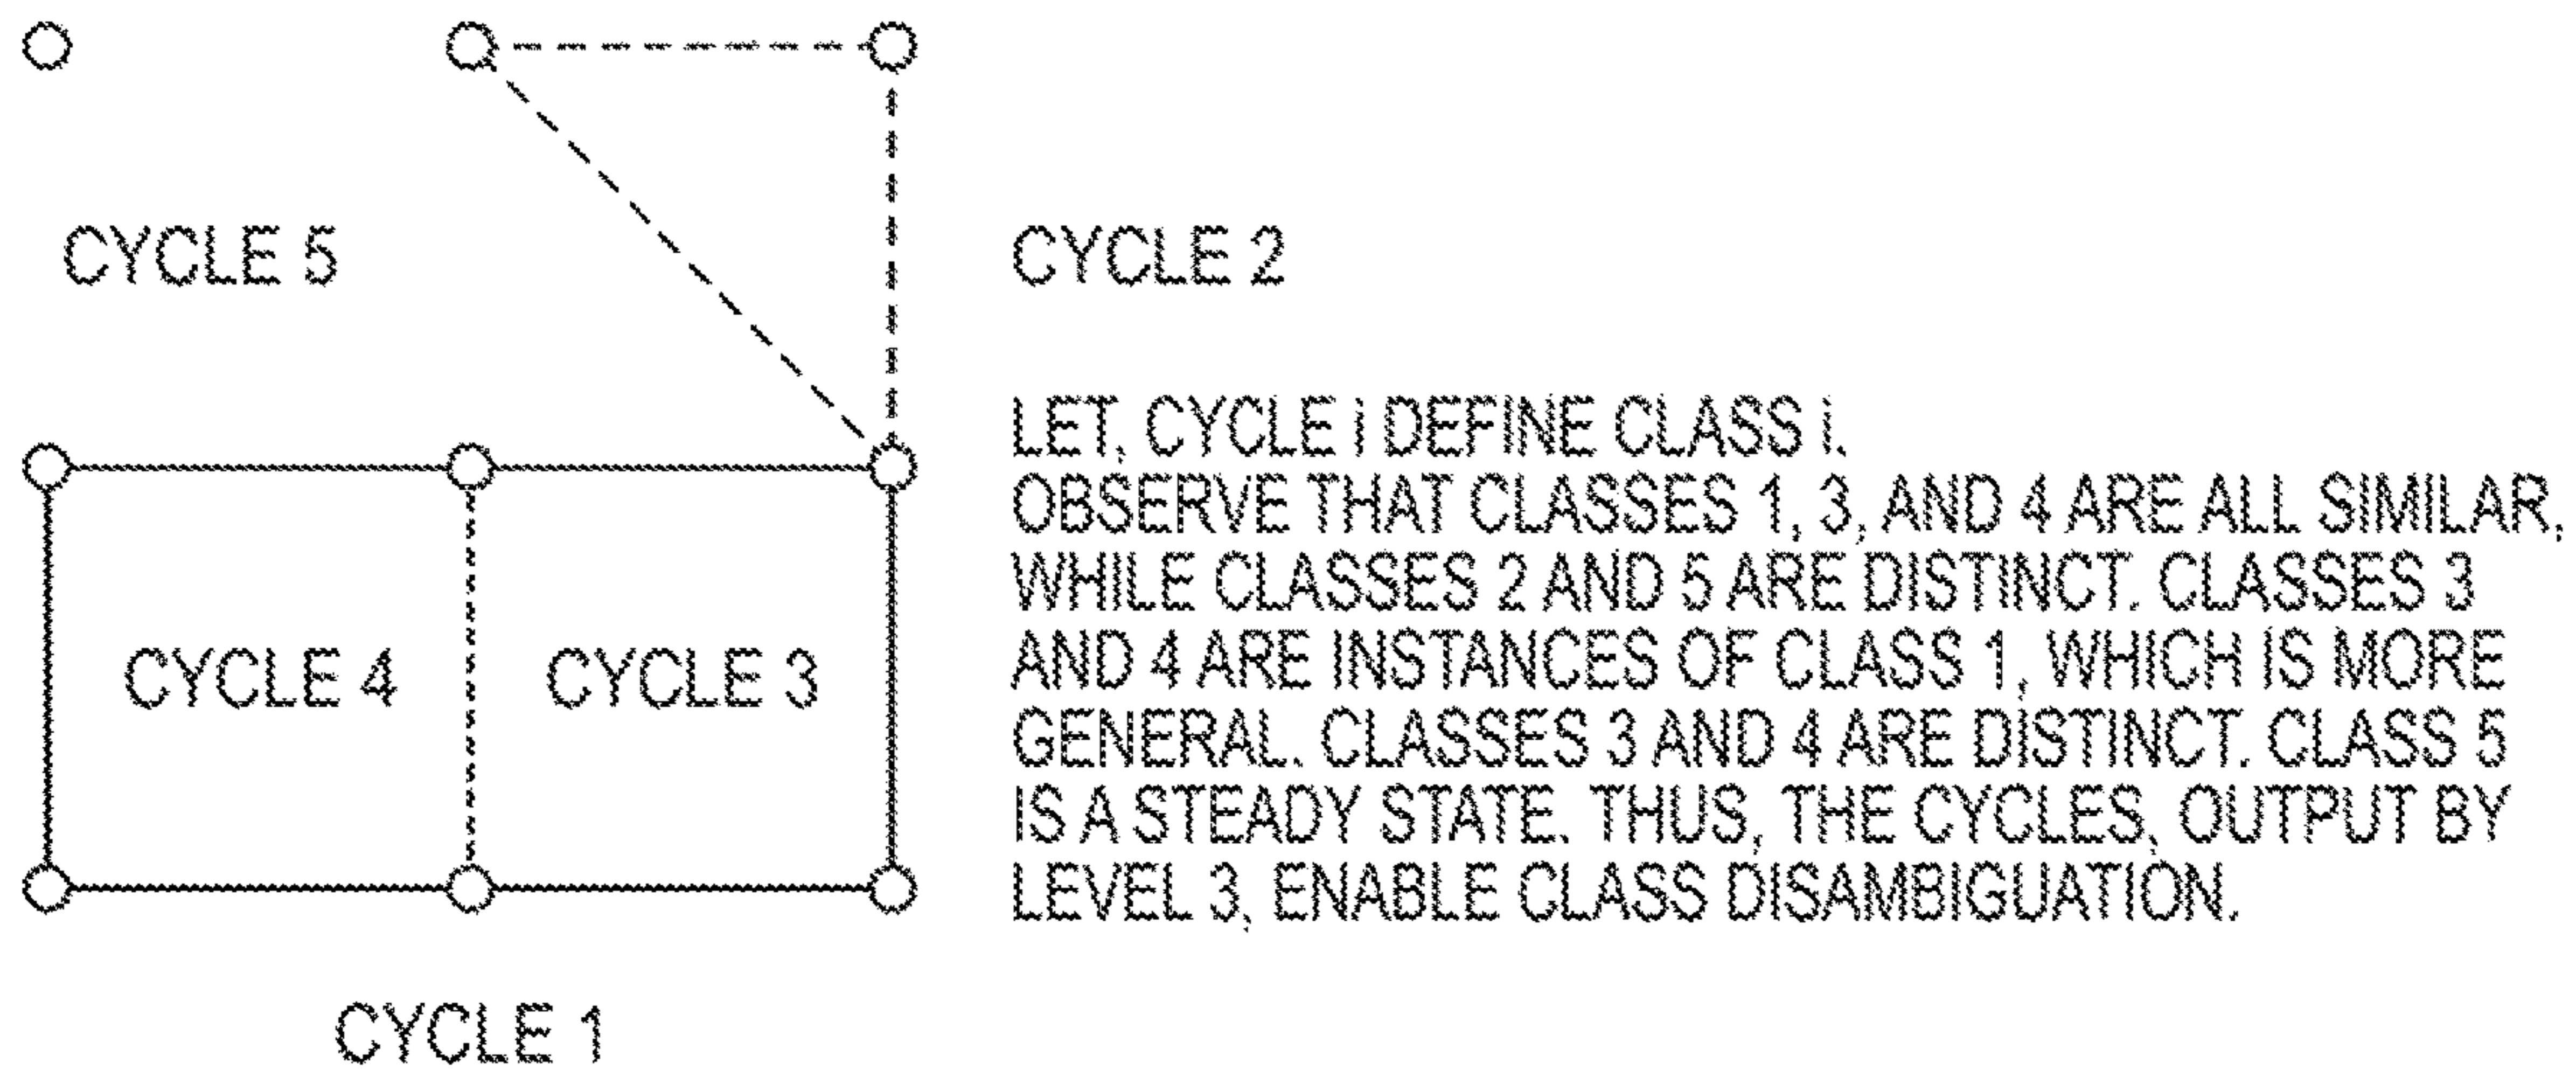 CYCLE 5
CYCLE 2
LET, CYCLE i DEFINE CLASS i.
OBSERVE THAT CLASSES 1, 3, AND 4 ARE ALL SIMILAR,
WHILE CLASSES 2 AND 5 ARE DISTINCT. CLASSES 3
AND 4 ARE INSTANCES OF CLASS 1, WHICH IS MORE
GENERAL. CLASSES 3 AND 4 ARE DISTINCT. CLASS 5
IS A STEADY STATE. THUS, THE CYCLES, OUTPUT BY
LEVEL 3, ENABLE CLASS DISAMBIGUATION.
CYCLE 4
CYCLE 3
CYCLE 1